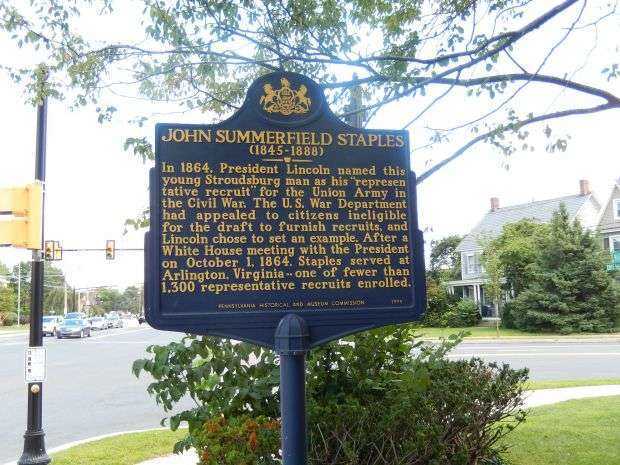 JOHN SUMMERFIELD STAPLES
(1845-1888)
In 1864, President Lincoln named this
young Stroudsburg man as his "represen
tative recruit" for the Union Army in
the Civil War. The U. S. War Department
had appealed to citizens ineligible
for the draft to furnish recruits, and
Lincoln chose to set an example. After a
White House meeting with the President
on October 1, 1864, Staples served at
Arlington, Virginia--one of fewer than
1,300 representative recruits enrolled.
PENNSYLVANIA HISTORICAL AND MUSEUM COMMISSION